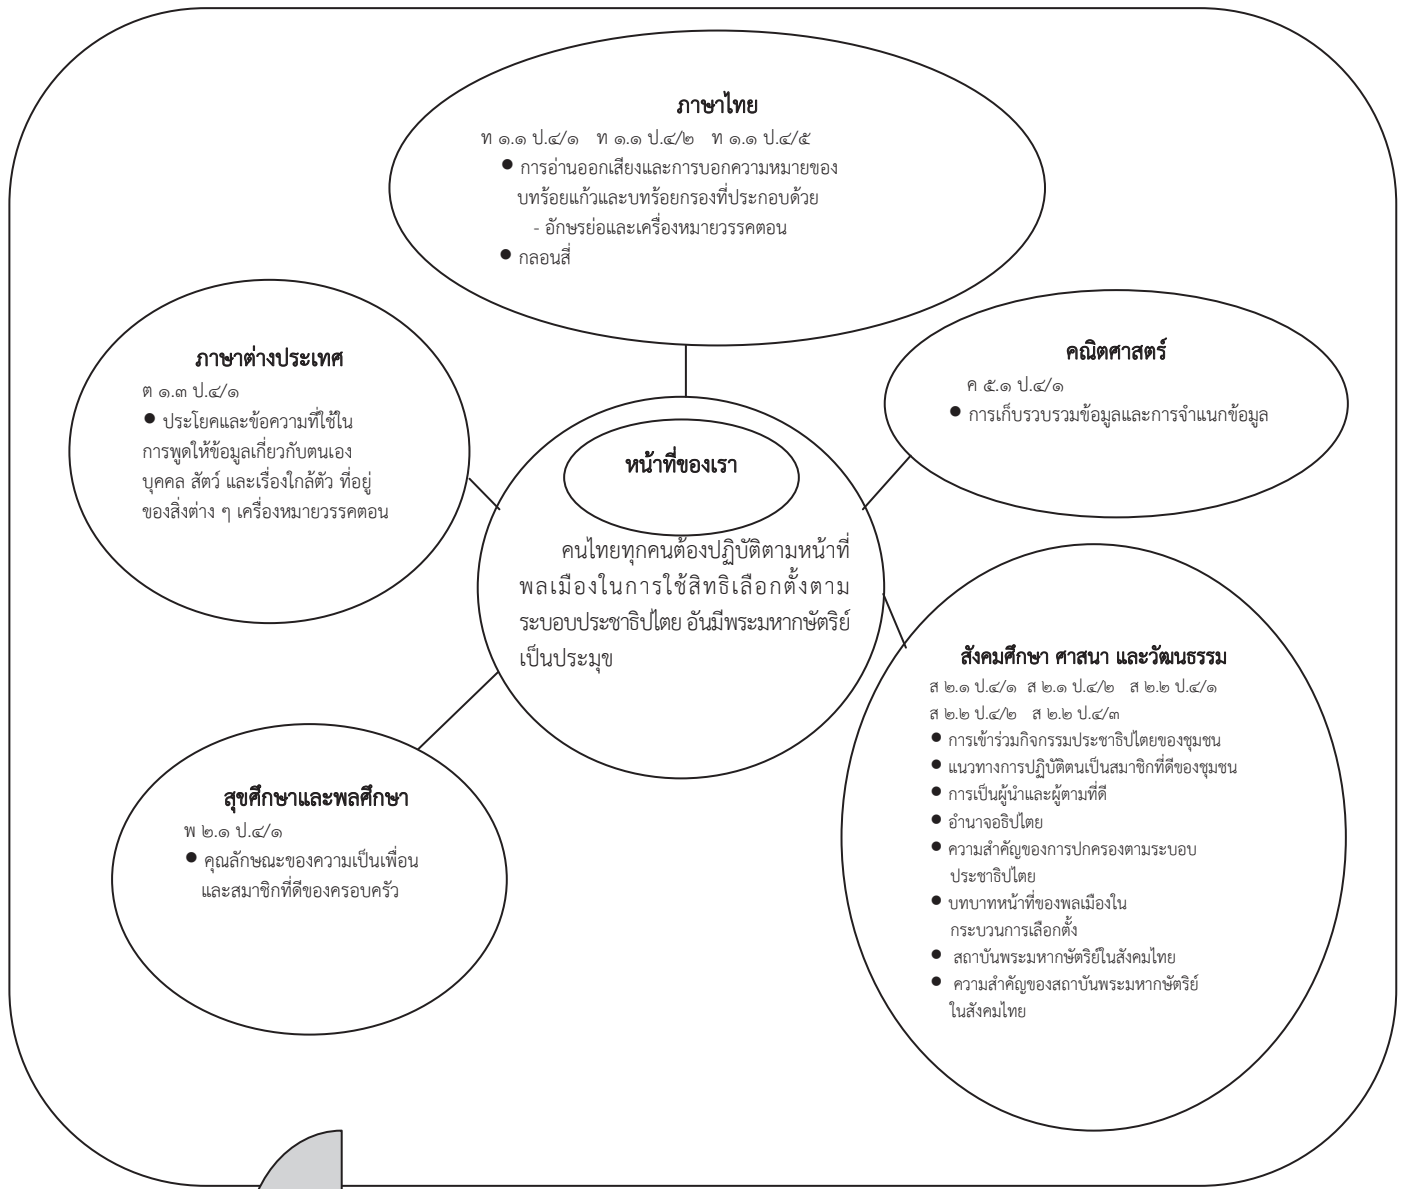 ภาษาไทย
ท ๑.๑ ป.๔/๑ ท ๑.๑ ป.๔/๒ ท ๑.๑ ป.๔/๕
● การอ่านออกเสียงและการบอกความหมายของ
บทร้อยแก้วและบทร้อยกรองที่ประกอบด้วย
- อักษรย่อและเครื่องหมายวรรคตอน
● กลอนสี่
ภาษาต่างประเทศ
ต ๑.๓ ป.๔/๑
● ประโยคและข้อความที่ใช้ใน
การพูดให้ข้อมูลเกี่ยวกับตนเอง
บุคคล สัตว์ และเรื่องใกล้ตัว ที่อยู่
ของสิ่งต่าง ๆ เครื่องหมายวรรคตอน
คณิตศาสตร์
ค ๕.๑ ป.๔/๑
● การเก็บรวบรวมข้อมูลและการจำแนกข้อมูล
หน้าที่ของเรา
คนไทยทุกคนต้องปฏิบัติตามหน้าที่
พลเมืองในการใช้สิทธิเลือกตั้งตาม
ระบอบประชาธิปไตย อันมีพระมหากษัตริย์
เป็นประมุข
สังคมศึกษา ศาสนา และวัฒนธรรม
ส ๒.๑ ป.๔/๑ ส ๒.๑ ป.๔/๒ ส ๒.๒ ป.๔/๑
ส ๒.๒ ป.๔/๒ ส ๒.๒ ป.๔/๓
● การเข้าร่วมกิจกรรมประชาธิปไตยของชุมชน
● แนวทางการปฏิบัติตนเป็นสมาชิกที่ดีของชุมชน
● การเป็นผู้นำและผู้ตามที่ดี
● อำนาจอธิปไตย
● ความสำคัญของการปกครองตามระบอบ
ประชาธิปไตย
● บทบาทหน้าที่ของพลเมืองใน
กระบวนการเลือกตั้ง
● สถาบันพระมหากษัตริย์ในสังคมไทย
● ความสำคัญของสถาบันพระมหากษัตริย์
ในสังคมไทย
สุขศึกษาและพลศึกษา
พ ๒.๑ ป.๔/๑
● คุณลักษณะของความเป็นเพื่อน
และสมาชิกที่ดีของครอบครัว